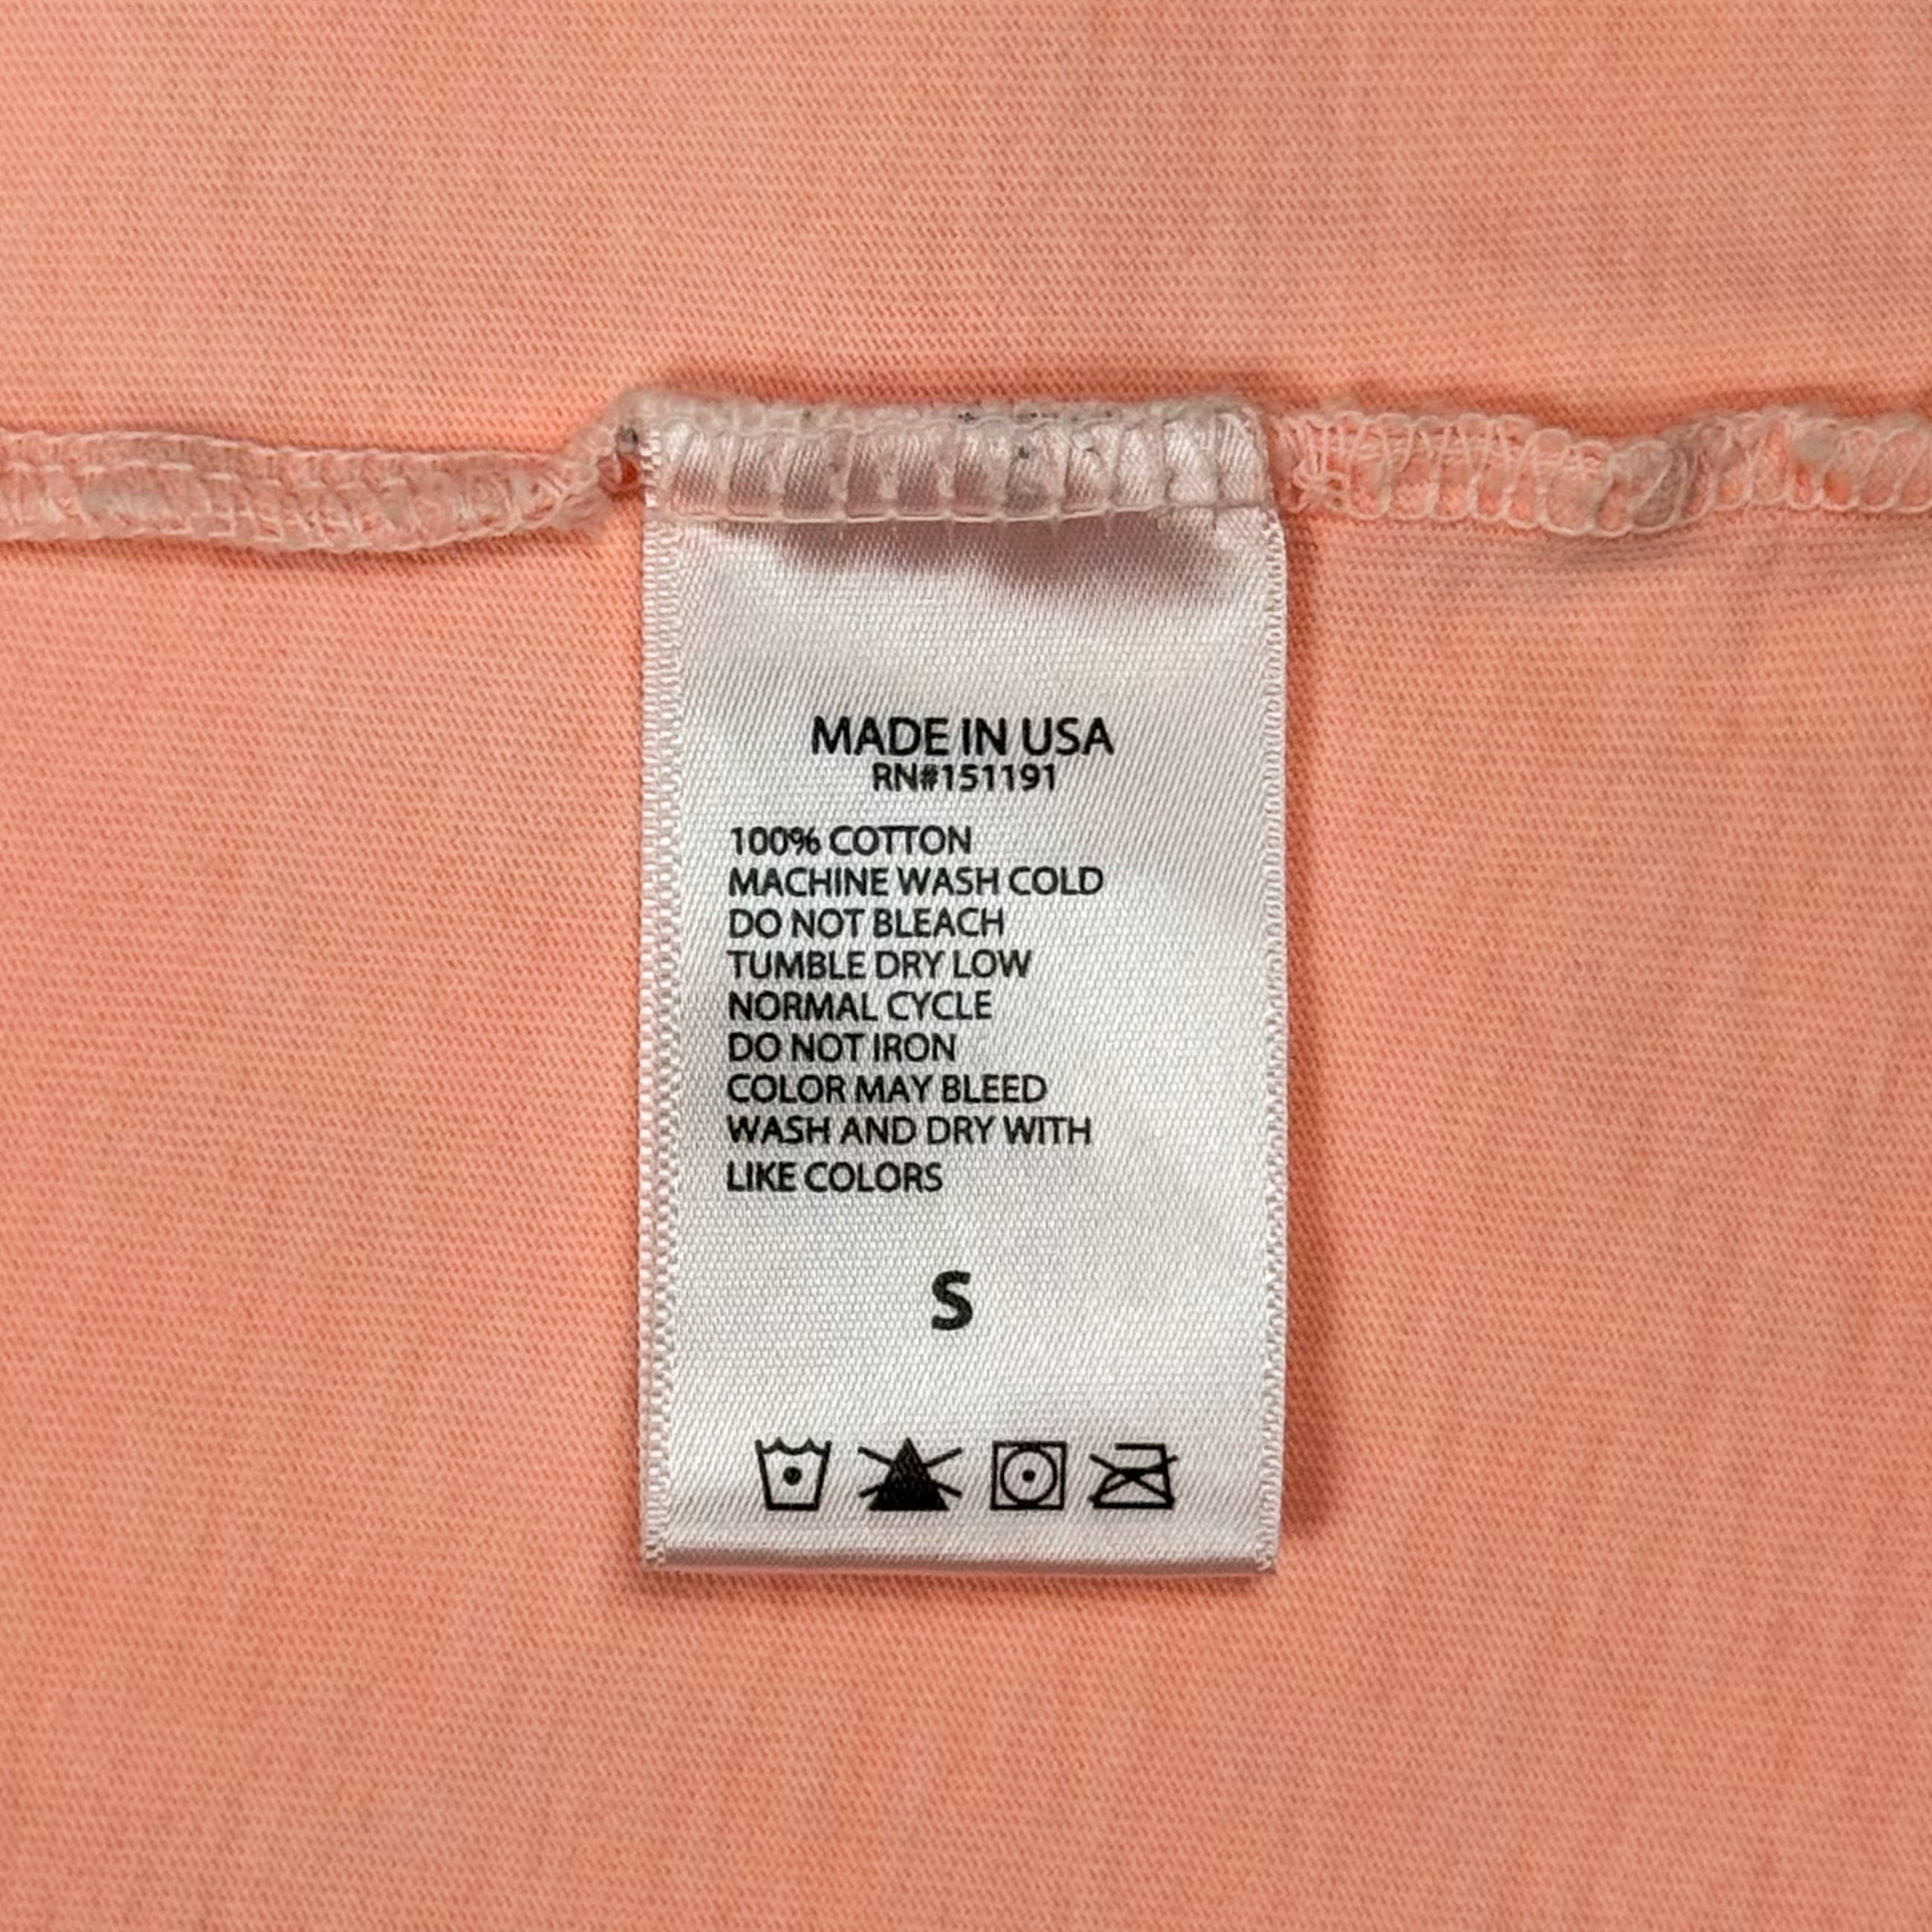 MADE IN USA
RN#151191
100% COTTON
MACHINE WASH COLD
DO NOT BLEACH
TUMBLE DRY LOW
NORMAL CYCLE
DO NOT IRON
COLOR MAY BLEED
WASH AND DRY WITH
LIKE COLORS
S